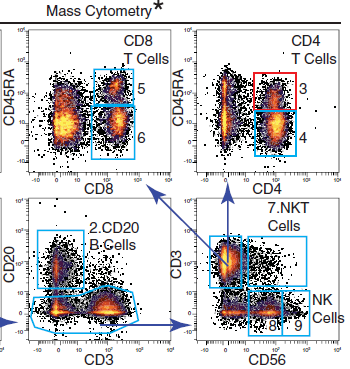 Mass Cytometry*
CD8
T Cells
CD45RA
5
6
CD8
CD4
T Cells
CD45RA
3
4
CD4
2.CD20
B Cells
CD20
CD3
7.NKT
Cells
CD3
NK
Cells
8
9
CD56